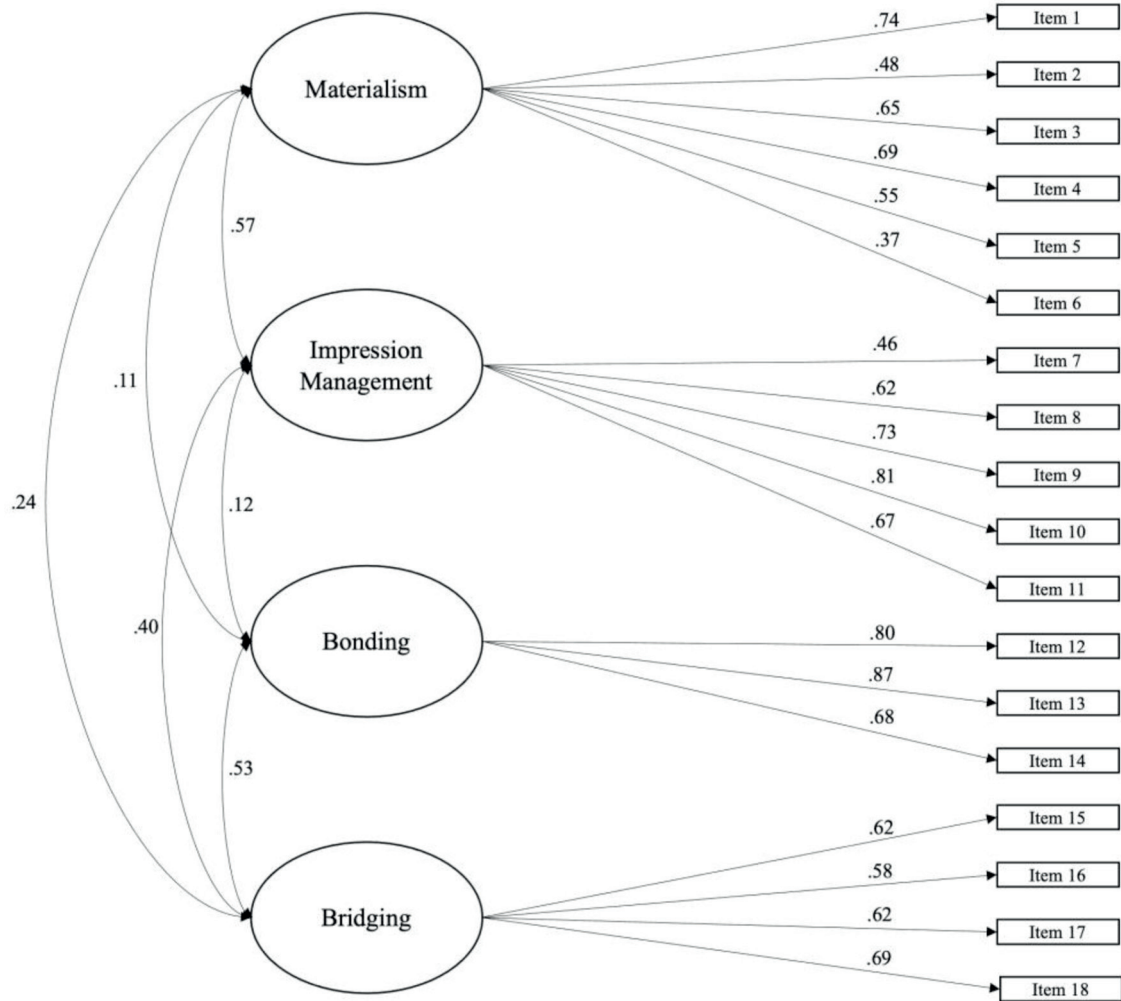 .74
Item 1
Materialism
.48
Item 2
.65
Item 3
.69
Item 4
.55
Item 5
.37
Item 6
.57
Impression
Management
.46
Item 7
.62
Item 8
.73
Item 9
.81
Item 10
.67
Item 11
.11
.24
.12
.40
Bonding
.80
Item 12
.87
Item 13
.68
Item 14
.53
Bridging
.62
Item 15
.58
Item 16
.62
Item 17
.69
Item 18